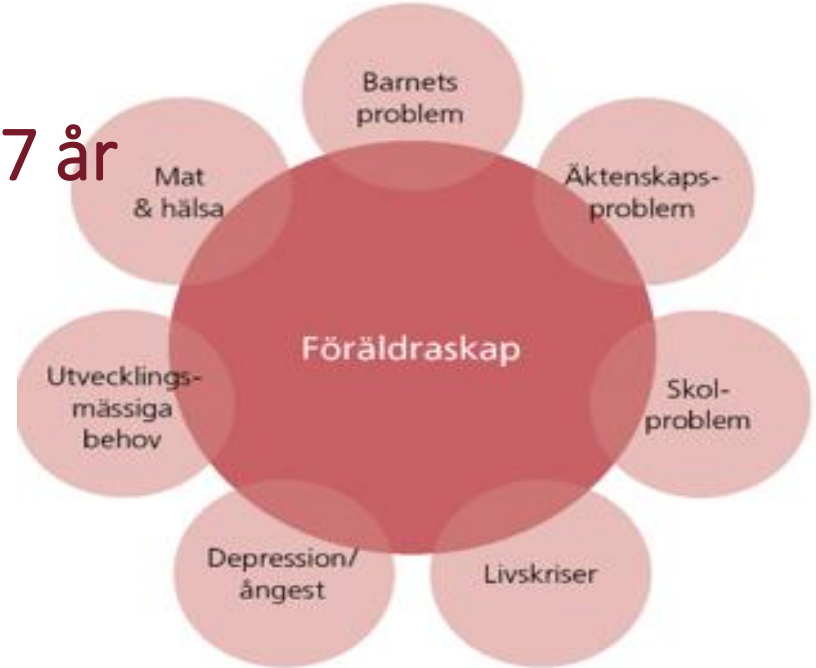 7 år
Barnets
problem
Äktenskaps-
problem
Skol-
problem
Livskriser
Depression/
ångest
Utvecklings-
mässiga
behov
Mat
& hälsa
Föräldraskap